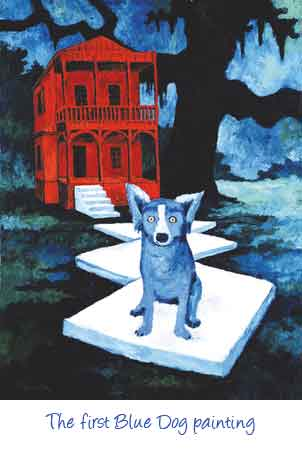 The first Blue Dog painting